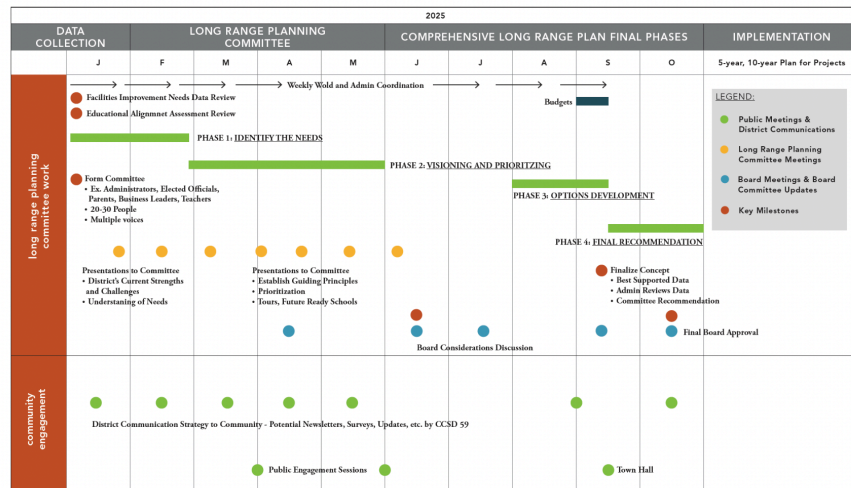 2025
DATA
COLLECTION
LONG RANGE PLANNING
COMMITTEE
COMPREHENSIVE LONG RANGE PLAN FINAL PHASES
IMPLEMENTATION
J F M A M J J A S O
5-year, 10-year Plan for Projects
long range planning
committee work
Weekly Wold and Admin Coordination
Facilities Improvement Needs Data Review
Educational Alignmnet Assessment Review
Budgets
PHASE 1: IDENTIFY THE NEEDS
PHASE 2: VISIONING AND PRIORITZING
PHASE 3: OPTIONS DEVELOPMENT
PHASE 4: FINAL RECOMMENDATION
LEGEND:
Public Meetings &
District Communications
Long Range Planning
Committee Meetings
Board Meetings & Board
Committee Updates
Key Milestones
Form Committee
• Ex. Administrators, Elected Officials,
Parents, Business Leaders, Teachers
• 20-30 People
• Multiple voices
Presentations to Committee
• District's Current Strengths
and Challenges
• Understaning of Needs
Presentations to Committee
• Establish Guiding Principles
• Prioritization
• Tours, Future Ready Schools
Finalize Concept
• Best Supported Data
• Admin Reviews Data
• Committee Recommendation
Final Board Approval
Board Considerations Discussion
community
engagement
District Communication Strategy to Community - Potential Newsletters, Surveys, Updates, etc. by CCSD 59
Public Engagement Sessions
Town Hall